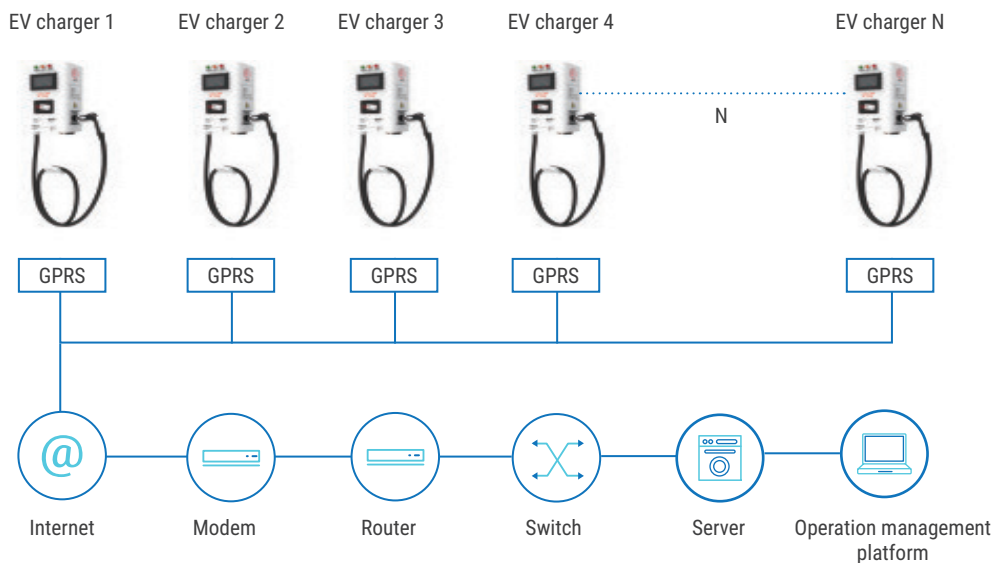 EV charger 1
EV charger 2
EV charger 3
EV charger 4
EV charger N
N
GPRS
GPRS
GPRS
GPRS
GPRS
@
Internet
Modem
Router
Switch
Server
Operation management
platform